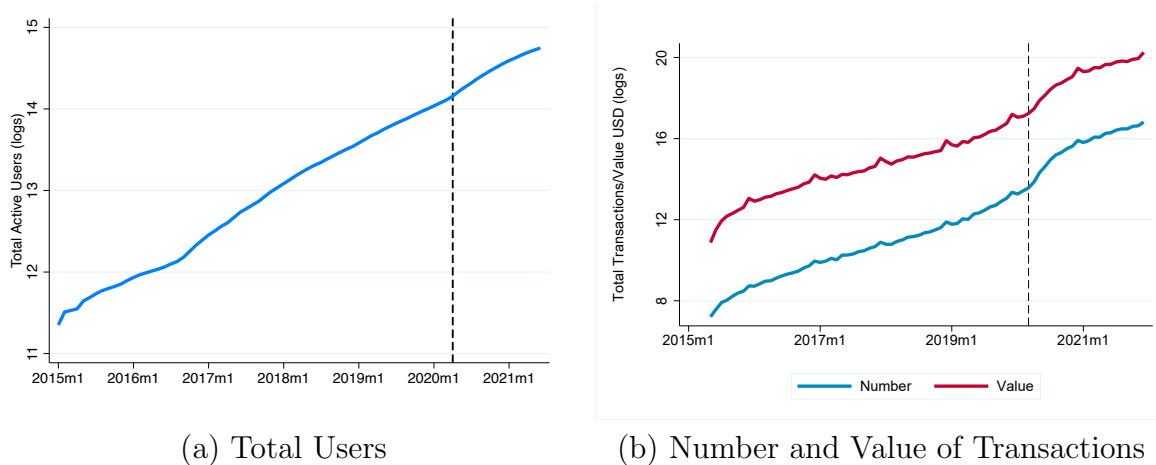 Total Active Users (logs)
15
14
13
12
11
2015m1 2016m1 2017m1 2018m1 2019m1 2020m1 2021m1
(a) Total Users
Total Transactions/Value USD (logs)
20
16
12
8
2015m1 2017m1 2019m1 2021m1
Number Value
(b) Number and Value of Transactions